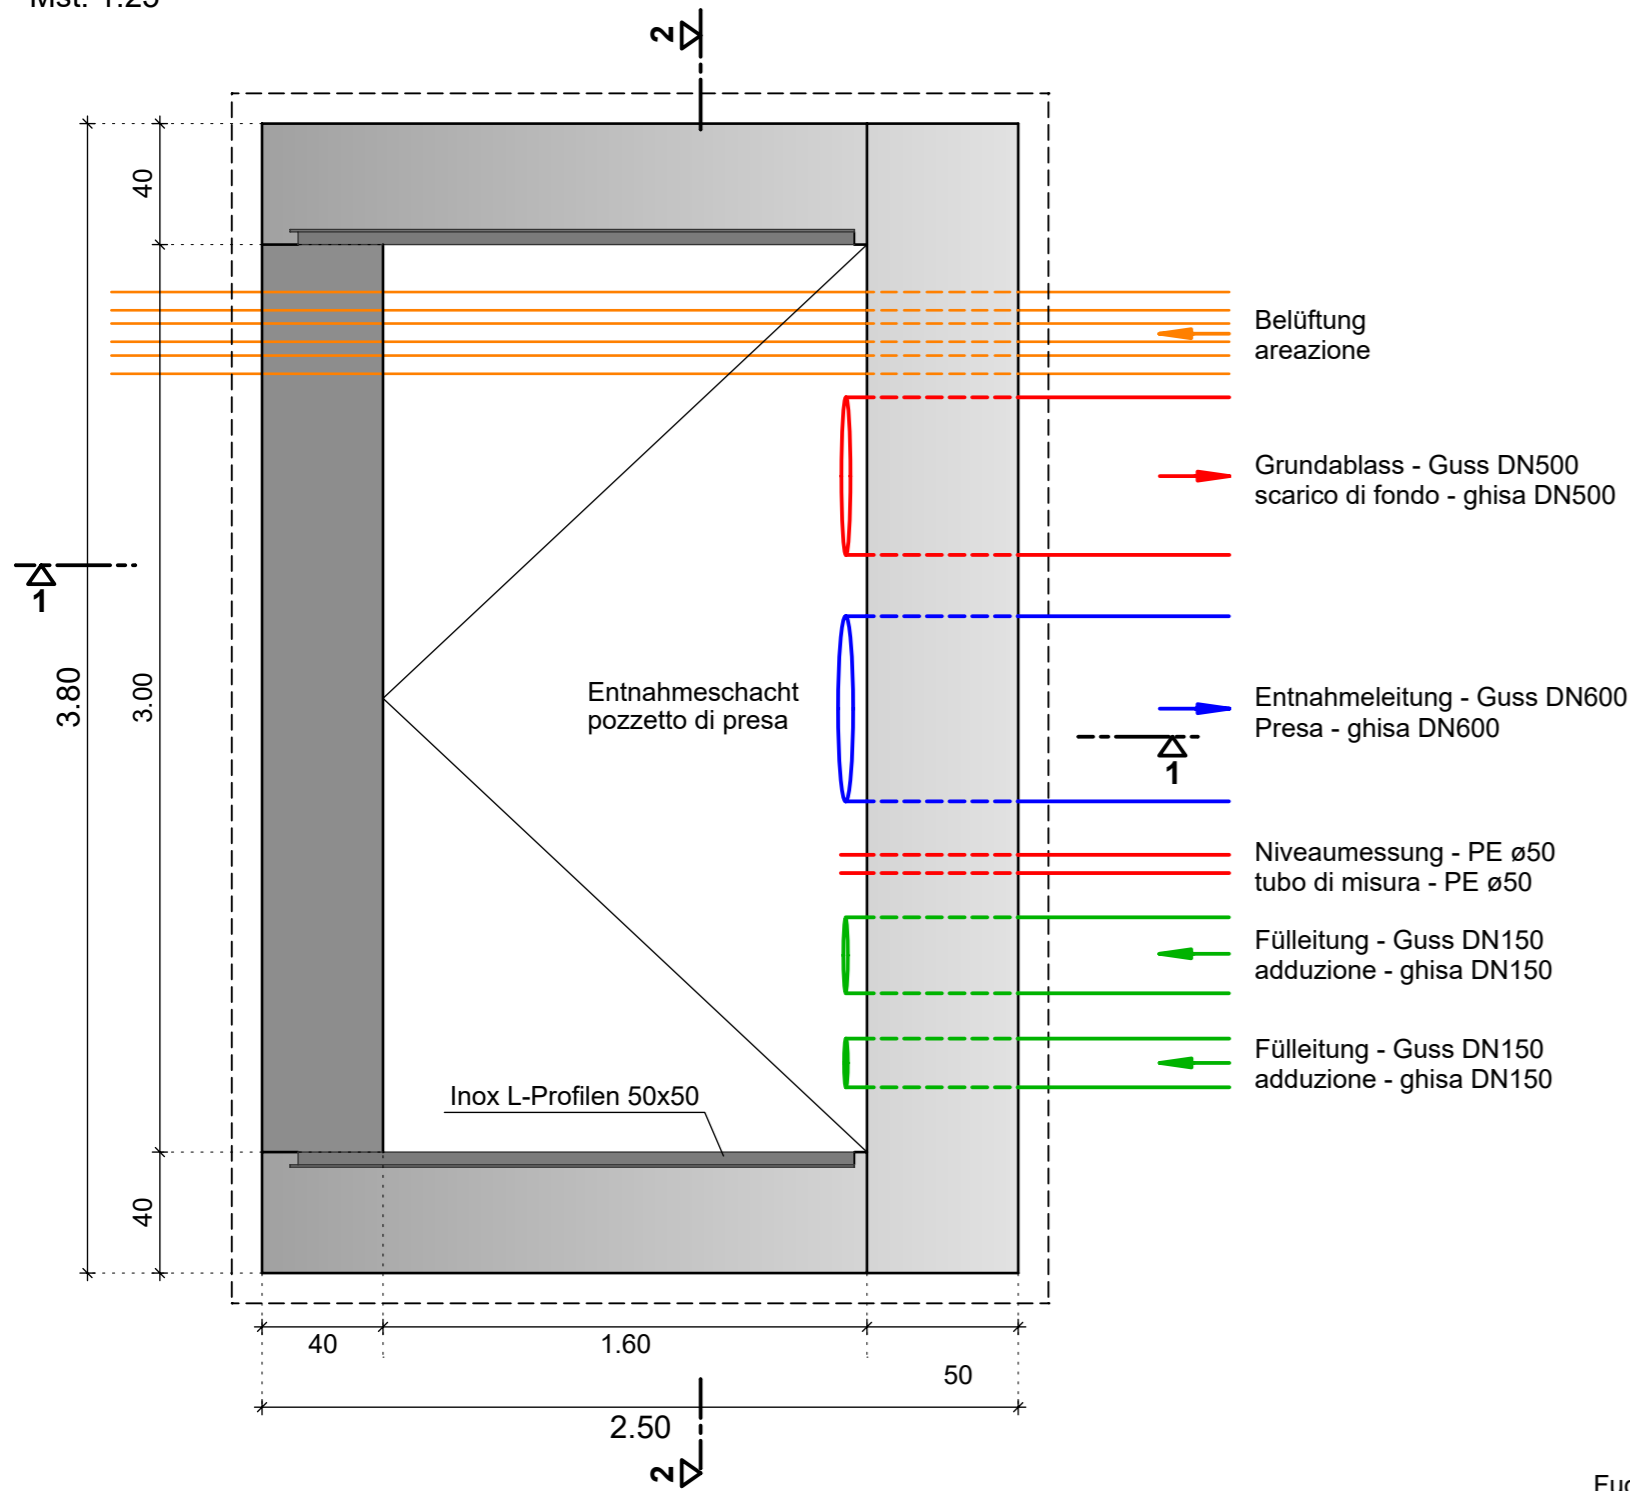 2
40
Belüftung
areazione
Grundablass - Guss DN500
scarico di fondo - ghisa DN500
1
3.80
3.00
Entnahmeschacht
pozzetto di presa
Entnahmeleitung - Guss DN600
Presa - ghisa DN600
1
Niveaumessung - PE ø50
tubo di misura - PE ø50
Fülleitung - Guss DN150
adduzione - ghisa DN150
Fülleitung - Guss DN150
adduzione - ghisa DN150
Inox L-Profilen 50x50
40
40
1.60
50
2.50
2